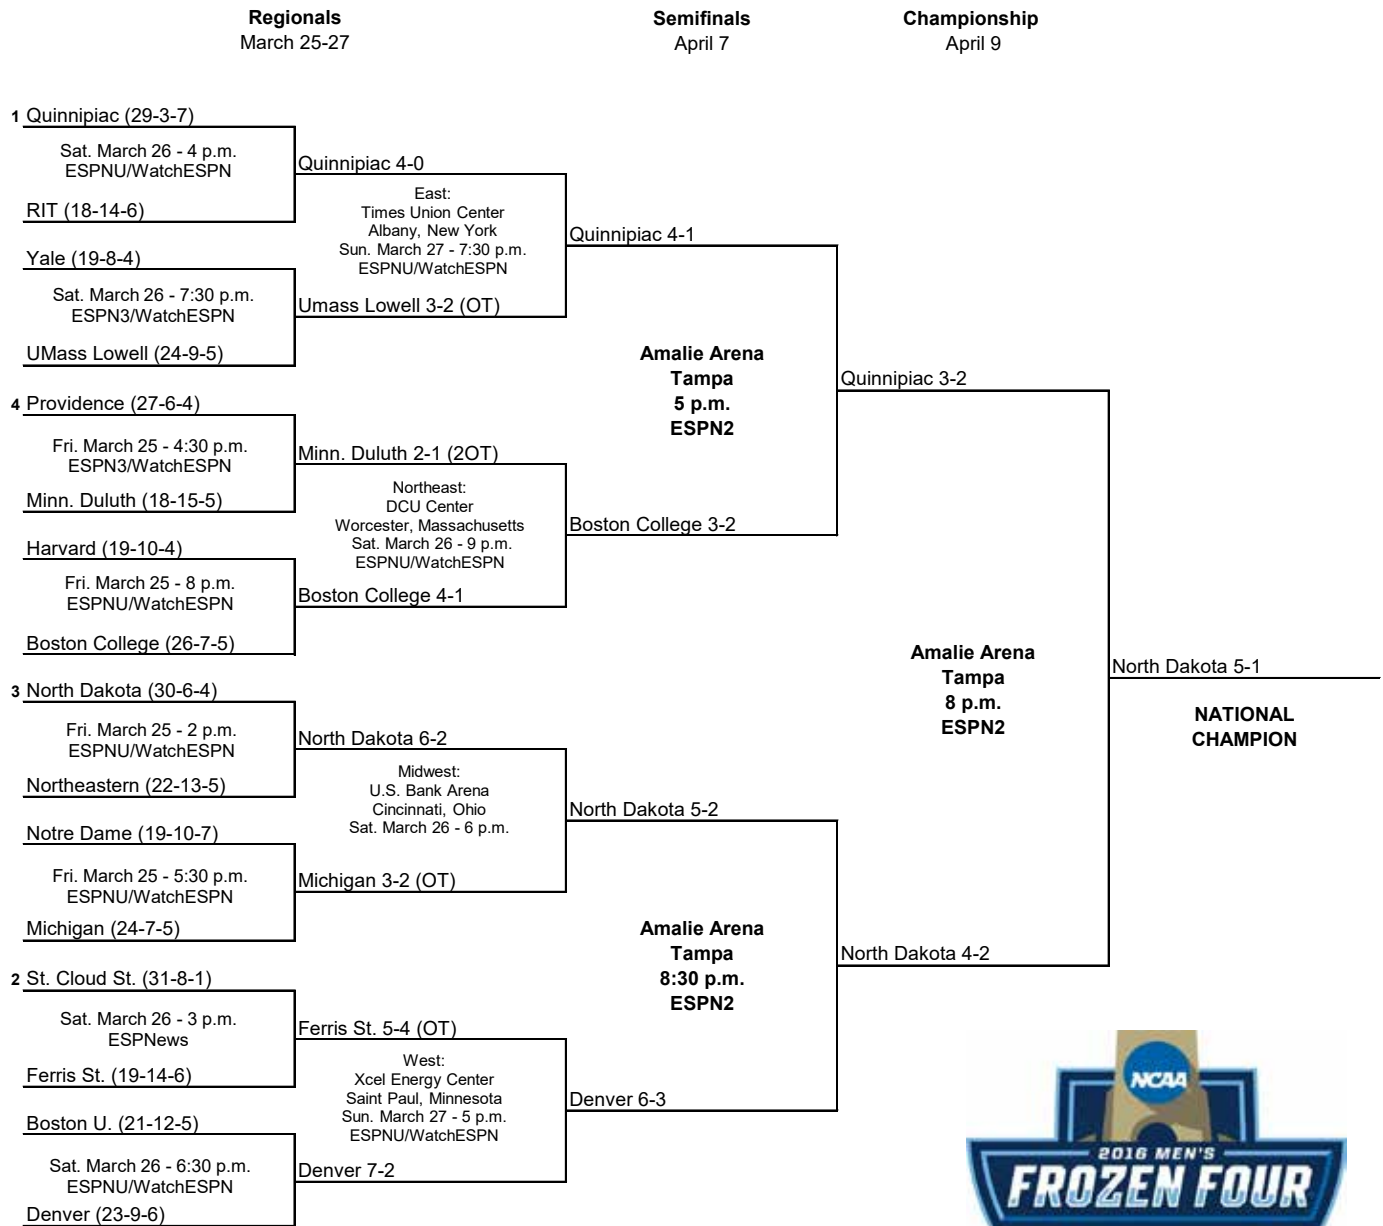 Regionals
March 25-27
Semifinals
April 7
Championship
April 9
1 Quinnipiac (29-3-7)
Sat. March 26 - 4 p.m.
ESPNU/WatchESPN
RIT (18-14-6)
Quinnipiac 4-0
East:
Times Union Center
Albany, New York
Sun. March 27 - 7:30 p.m.
ESPNU/WatchESPN
Yale (19-8-4)
Sat. March 26 - 7:30 p.m.
ESPN3/WatchESPN
UMass Lowell (24-9-5)
Umass Lowell 3-2 (OT)
Quinnipiac 4-1
Amalie Arena
Tampa
5 p.m.
ESPN2
4 Providence (27-6-4)
Fri. March 25 - 4:30 p.m.
ESPN3/WatchESPN
Minn. Duluth (18-15-5)
Minn. Duluth 2-1 (2OT)
Northeast:
DCU Center
Worcester, Massachusetts
Sat. March 26 - 9 p.m.
ESPNU/WatchESPN
Harvard (19-10-4)
Fri. March 25 - 8 p.m.
ESPNU/WatchESPN
Boston College (26-7-5)
Boston College 4-1
Boston College 3-2
Quinnipiac 3-2
Amalie Arena
Tampa
8 p.m.
ESPN2
North Dakota 5-1
NATIONAL
CHAMPION
3 North Dakota (30-6-4)
Fri. March 25 - 2 p.m.
ESPNU/WatchESPN
Northeastern (22-13-5)
North Dakota 6-2
Midwest:
U.S. Bank Arena
Cincinnati, Ohio
Sat. March 26 - 6 p.m.
Notre Dame (19-10-7)
Fri. March 25 - 5:30 p.m.
ESPNU/WatchESPN
Michigan (24-7-5)
Michigan 3-2 (OT)
North Dakota 5-2
Amalie Arena
Tampa
8:30 p.m.
ESPN2
North Dakota 4-2
2 St. Cloud St. (31-8-1)
Sat. March 26 - 3 p.m.
ESPNews
Ferris St. (19-14-6)
Ferris St. 5-4 (OT)
West:
Xcel Energy Center
Saint Paul, Minnesota
Sun. March 27 - 5 p.m.
ESPNU/WatchESPN
Boston U. (21-12-5)
Sat. March 26 - 6:30 p.m.
ESPNU/WatchESPN
Denver (23-9-6)
Denver 7-2
Denver 6-3
NCAA
2016 MEN'S
FROZEN FOUR